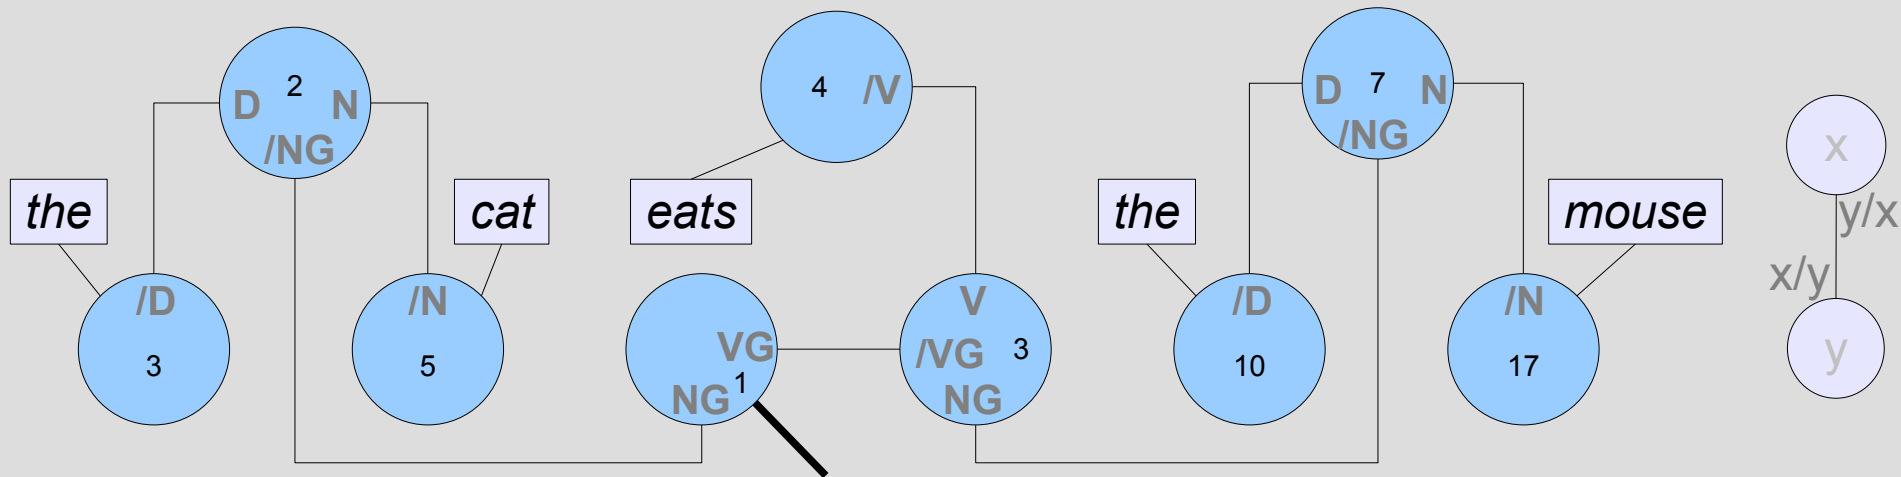 2
D N
/NG
the
cat
/D
3
/N
5
4 /V
eats
VG
1
NG
V
/VG 3
NG
7
D N
/NG
the
mouse
/D
10
/N
17
x
y/x
x/y
y